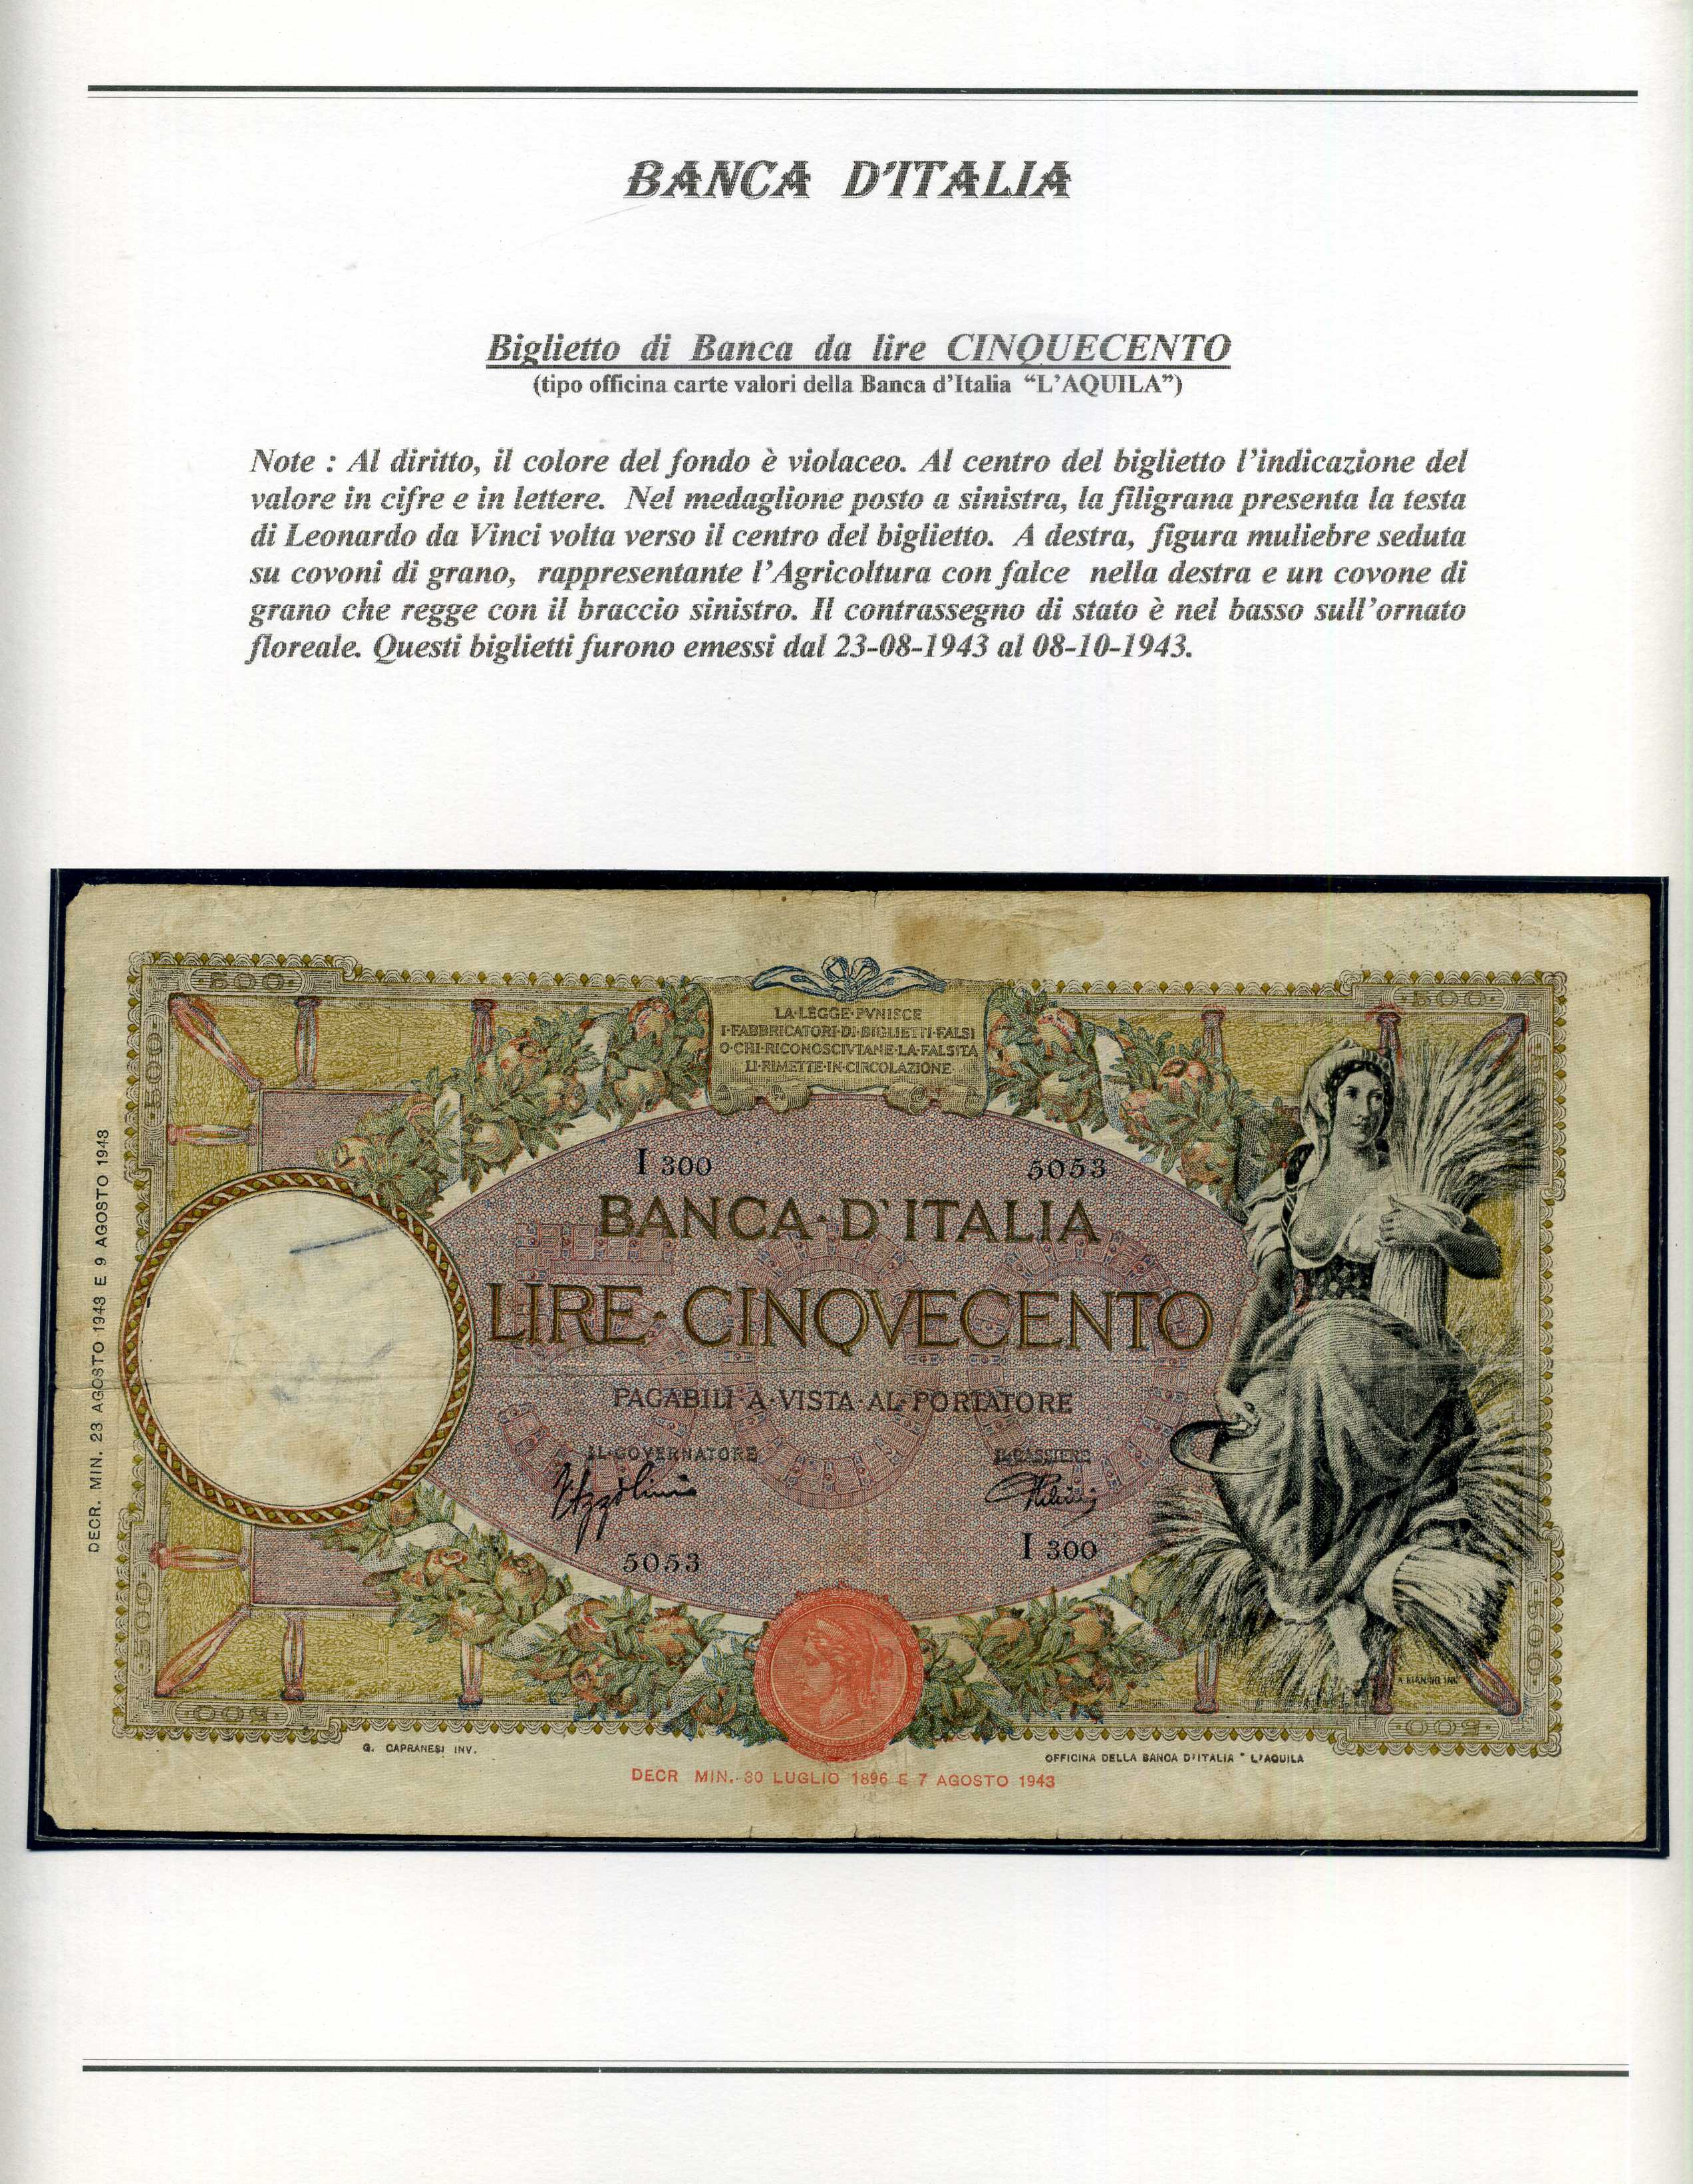 BANCA D'ITALIA
Biglietto di Banca da lire CINQUECENTO
(tipo officina carte valori della Banca d'Italia “L'AQUILA”)
Note : Al diritto, il colore del fondo è violaceo. Al centro del biglietto l'indicazione del
valore in cifre e in lettere. Nel medaglione posto a sinistra, la filigrana presenta la testa
di Leonardo da Vinci volta verso il centro del biglietto. A destra, figura muliebre seduta
su covoni di grano, rappresentante l'Agricoltura con falce nella destra e un covone di
grano che regge con il braccio sinistro. Il contrassegno di stato è nel basso sull'ornato
floreale. Questi biglietti furono emessi dal 23-08-1943 al 08-10-1943.
·500·
·500·
LA·LEGGE·PVNISCE
I·FABBRICATORI·DI·BIGLIETTI·FALSI
O·CHI·RICONOSCIVTANE·LA·FALSITÀ
LI·RIMETTE·IN·CIRCOLAZIONE
·500·
·500·
DECR. MIN. 23 AGOSTO 1943 E 9 AGOSTO 1943
I 300 5053
BANCA·D'ITALIA
LIRE·CINQVECENTO
PAGABILI·A·VISTA·AL·PORTATORE
IL·GOVERNATORE IL·CASSIERE
5053 I 300
·500·
·500·
·500·
·500·
G. CAPRANESI INV.
OFFICINA DELLA BANCA D'ITALIA " L'AQUILA
DECR MIN. 30 LUGLIO 1896 E 7 AGOSTO 1943